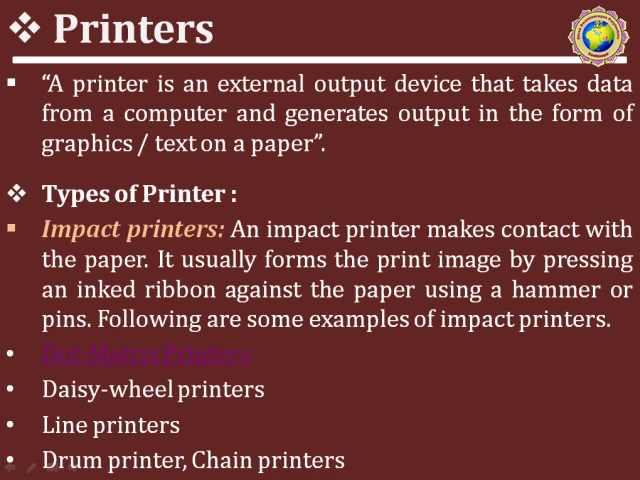 ❖ Printers
▪ “A printer is an external output device that takes data
from a computer and generates output in the form of
graphics / text on a paper”.
❖ Types of Printer :
▪ Impact printers: An impact printer makes contact with
the paper. It usually forms the print image by pressing
an inked ribbon against the paper using a hammer or
pins. Following are some examples of impact printers.
• Dot-Matrix Printers
• Daisy-wheel printers
• Line printers
• Drum printer, Chain printers